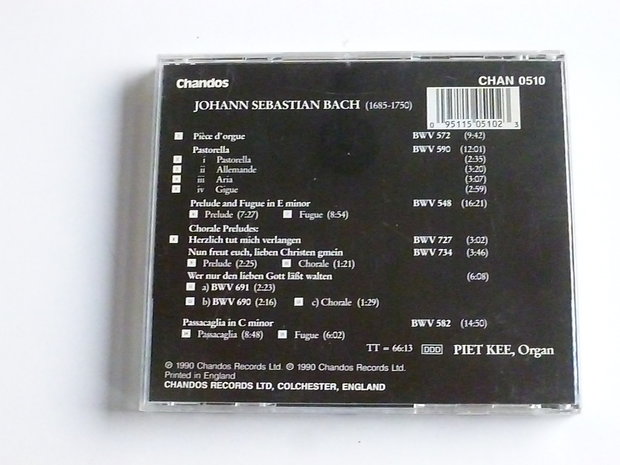 Chandos CHAN 0510
JOHANN SEBASTIAN BACH (1685-1750)
0 95115 05102 3
Pièce d'orgue BWV 572 (9:42)
Pastorella BWV 590 (12:01)
i Pastorella (2:35)
ii Allemande (3:20)
iii Aria (3:07)
iv Gigue (2:59)
Prelude and Fugue in E minor BWV 548 (16:21)
Prelude (7:27) Fugue (8:54)
Chorale Preludes:
Herzlich tut mich verlangen BWV 727 (3:02)
Nun freut euch, lieben Christen gmein BWV 734 (3:46)
Prelude (2:25) Chorale (1:21)
Wer nur den lieben Gott läßt walten (6:08)
a) BWV 691 (2:23)
b) BWV 690 (2:16) c) Chorale (1:29)
Passacaglia in C minor BWV 582 (14:50)
Passacaglia (8:48) Fugue (6:02)
TT = 66:13 DDD PIET KEE, Organ
℗ 1990 Chandos Records Ltd. © 1990 Chandos Records Ltd.
Printed in England
CHANDOS RECORDS LTD, COLCHESTER, ENGLAND